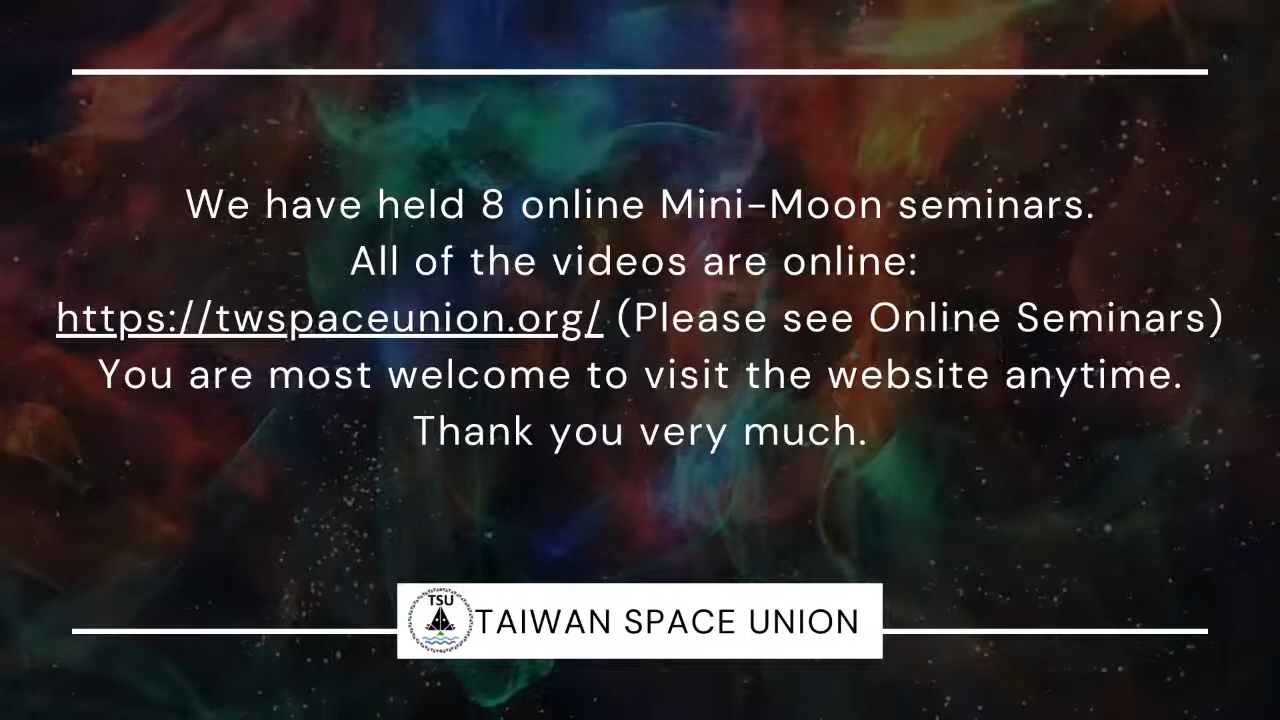 We have held 8 online Mini-Moon seminars.
All of the videos are online:
https://twspaceunion.org/ (Please see Online Seminars)
You are most welcome to visit the website anytime.
Thank you very much.
TSU
TAIWAN SPACE UNION